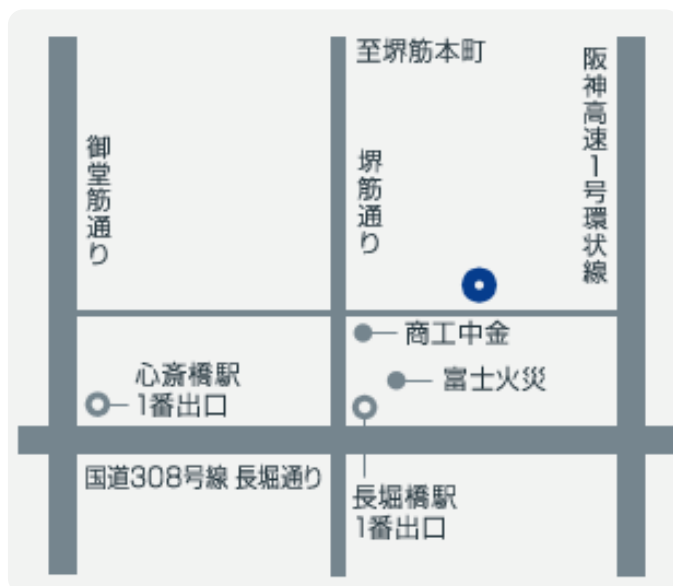 至堺筋本町
阪神高速1号環状線
御堂筋通り
堺筋通り
商工中金
富士火災
心斎橋駅
1番出口
国道308号線 長堀通り
長堀橋駅
1番出口